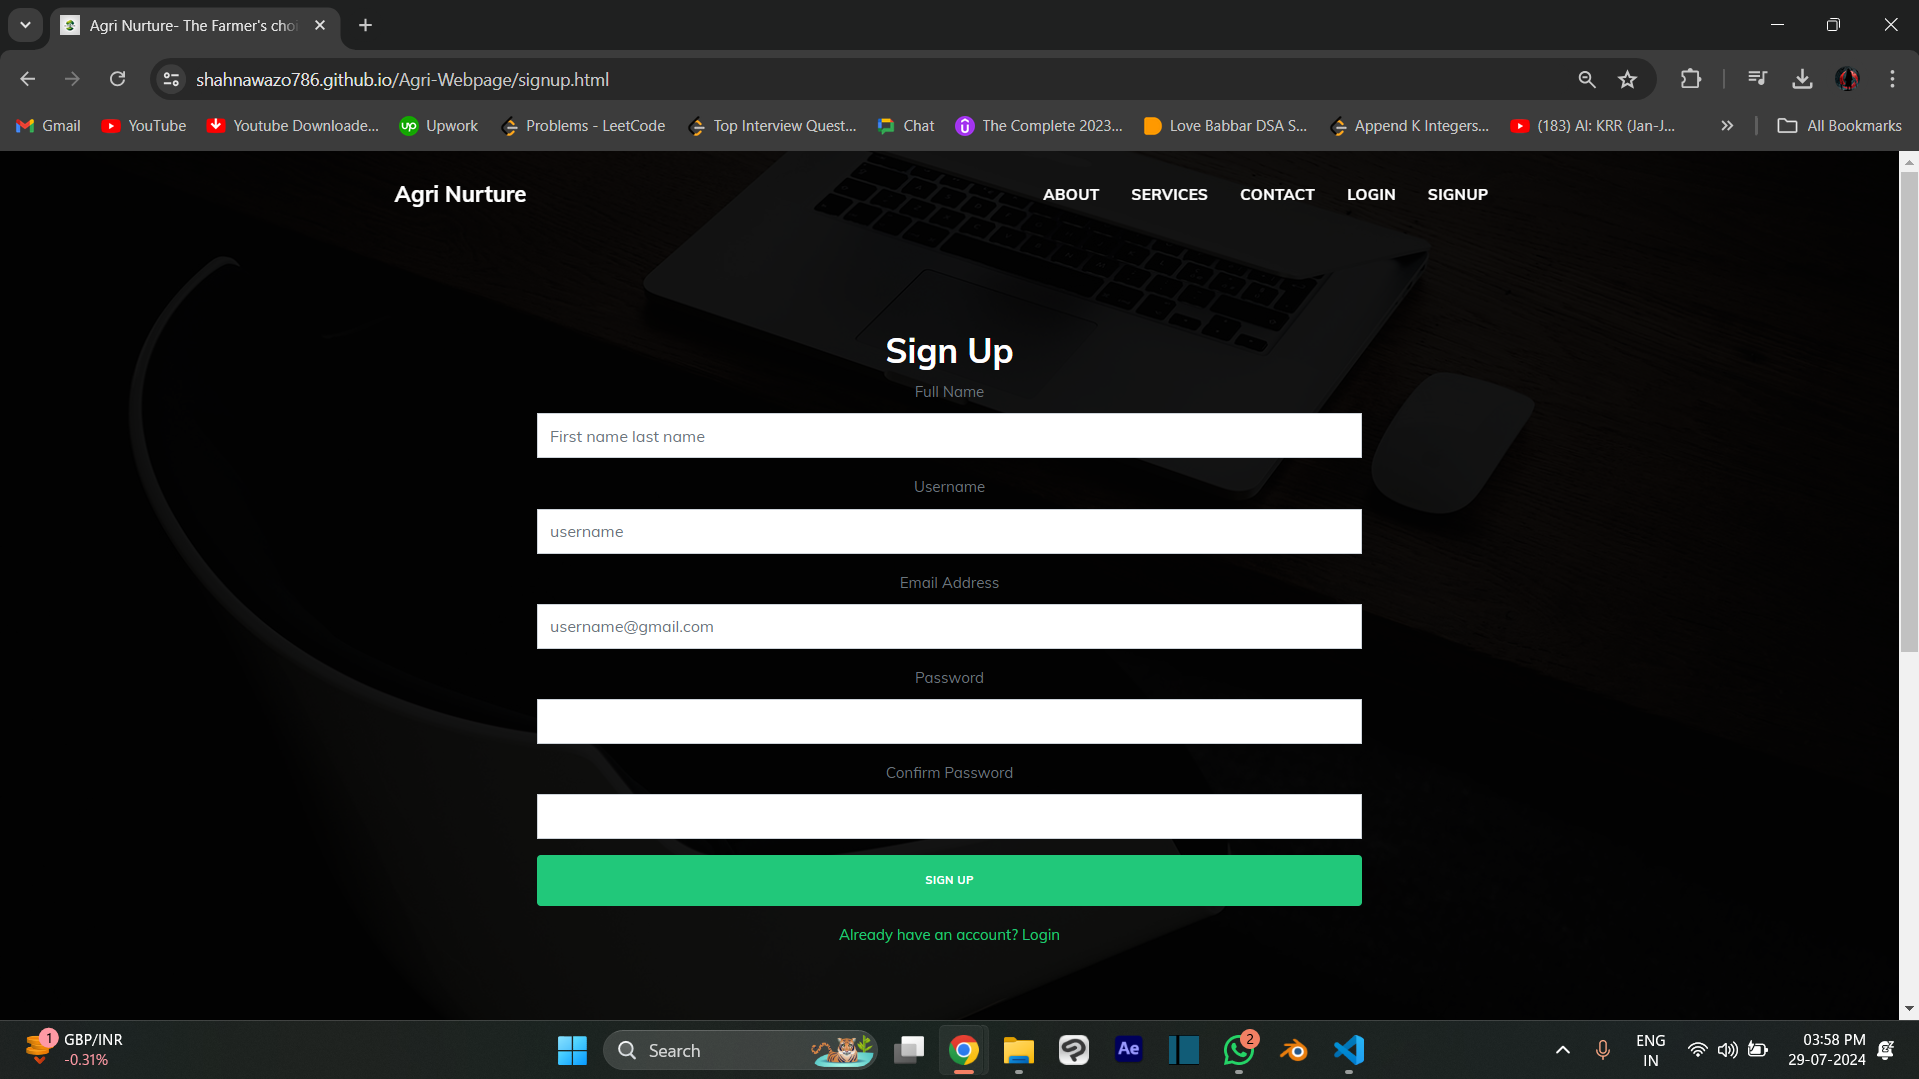 Agri Nurture- The Farmer's choi
shahnawazo786.github.io/Agri-Webpage/signup.html
Gmail YouTube Youtube Downloade... Upwork Problems - LeetCode Top Interview Quest... Chat The Complete 2023... Love Babbar DSA S... Append K Integers... (183) AI: KRR (Jan-J... All Bookmarks
Agri Nurture ABOUT SERVICES CONTACT LOGIN SIGNUP
Sign Up
Full Name
First name last name
Username
username
Email Address
username@gmail.com
Password
Confirm Password
SIGN UP
Already have an account? Login
1 GBP/INR
-0.31%
Search
Ae
2
ENG
IN
03:58 PM
29-07-2024